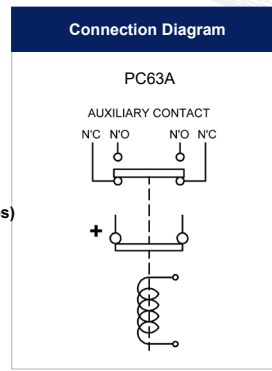 Connection Diagram
PC63A
AUXILIARY CONTACT
N'C N'O N'O N'C
s)
+